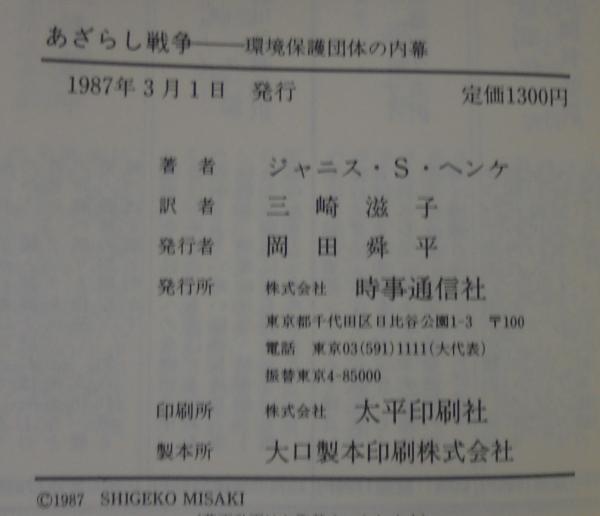 あざらし戦争――環境保護団体の内幕
1987年3月1日 発行 定価1300円
著者 ジャニス・S・ヘンケ
訳者 三崎滋子
発行者 岡田舜平
発行所 株式会社 時事通信社
東京都千代田区日比谷公園1-3 〒100
電話 東京03(591)1111(大代表)
振替東京4-85000
印刷所 株式会社 太平印刷社
製本所 大口製本印刷株式会社
©1987 SHIGEKO MISAKI